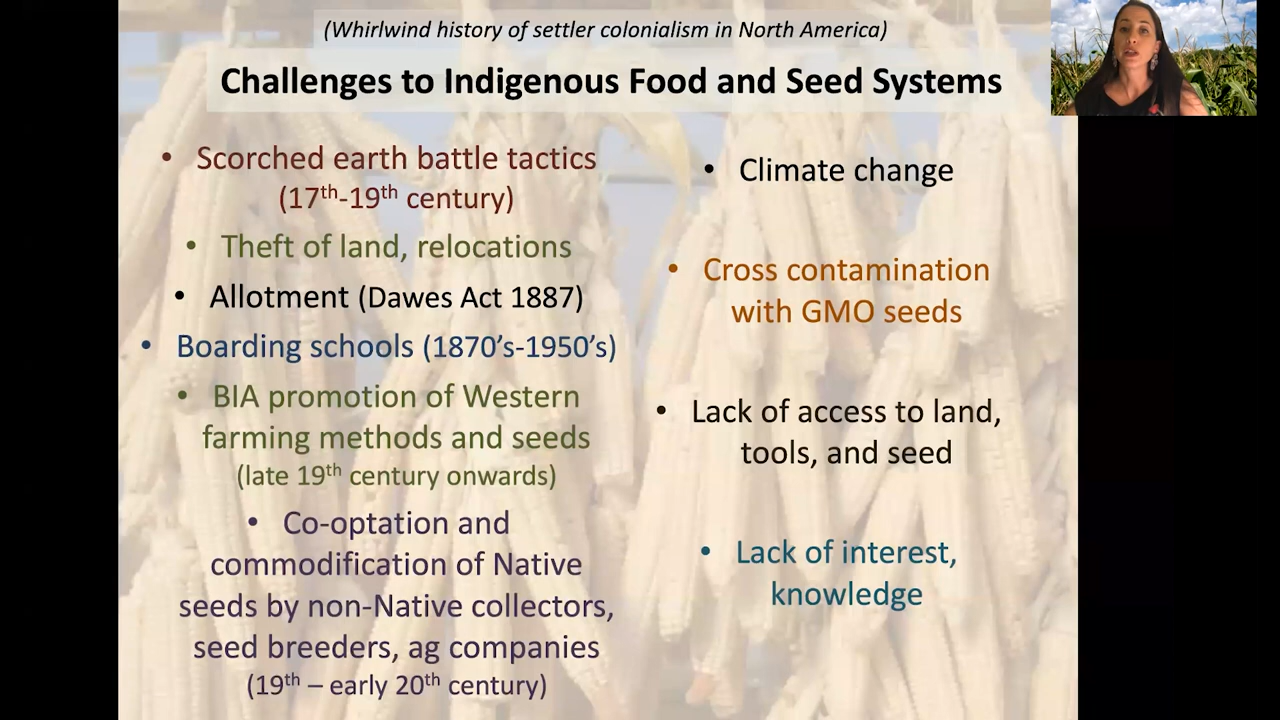 (Whirlwind history of settler colonialism in North America)
Challenges to Indigenous Food and Seed Systems
• Scorched earth battle tactics
(17th-19th century)
• Theft of land, relocations
• Allotment (Dawes Act 1887)
• Boarding schools (1870’s-1950’s)
• BIA promotion of Western
farming methods and seeds
(late 19th century onwards)
• Co-optation and
commodification of Native
seeds by non-Native collectors,
seed breeders, ag companies
(19th – early 20th century)
• Climate change
• Cross contamination
with GMO seeds
• Lack of access to land,
tools, and seed
• Lack of interest,
knowledge